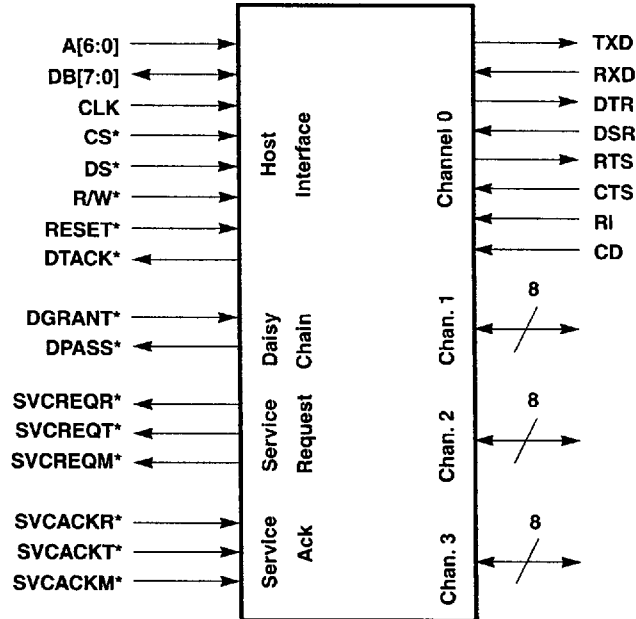 A[6:0]
DB[7:0]
CLK
CS*
DS*
R/W*
RESET*
DTACK*
Host
Interface
DGRANT*
DPASS*
Daisy
Chain
SVCREQR*
SVCREQT*
SVCREQM*
Service
Request
SVCACKR*
SVCACKT*
SVCACKM*
Service
Ack
Channel 0
TXD
RXD
DTR
DSR
RTS
CTS
RI
CD
Chan. 1
8
Chan. 2
8
Chan. 3
8